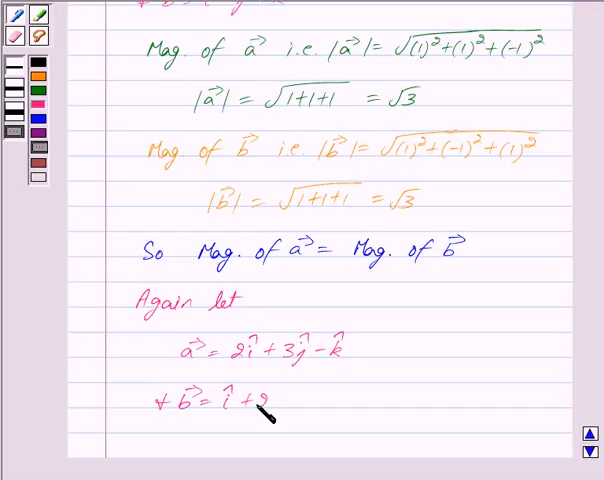 & b⃗ = î
Mag. of a⃗ i.e. |a⃗| = √((1)²+(1)²+(-1)²)
|a⃗| = √(1+1+1) = √3
Mag. of b⃗ i.e. |b⃗| = √((1)²+(-1)²+(1)²)
|b⃗| = √(1+1+1) = √3
So Mag. of a⃗ = Mag. of b⃗
Again let
a⃗ = 2î + 3ĵ - k̂
& b⃗ = î + 2